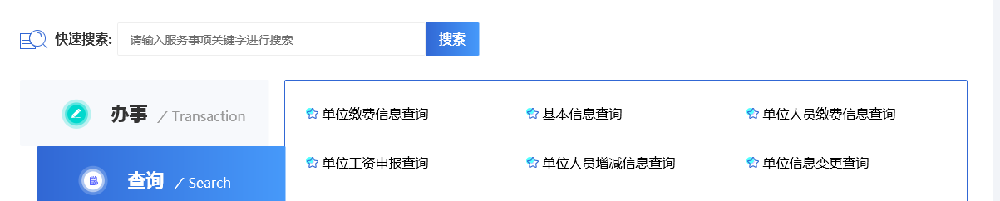 快速搜索: 请输入服务事项关键字进行搜索 搜索
办事 / Transaction
单位缴费信息查询 基本信息查询 单位人员缴费信息查询
单位工资申报查询 单位人员增减信息查询 单位信息变更查询
查询 / Search